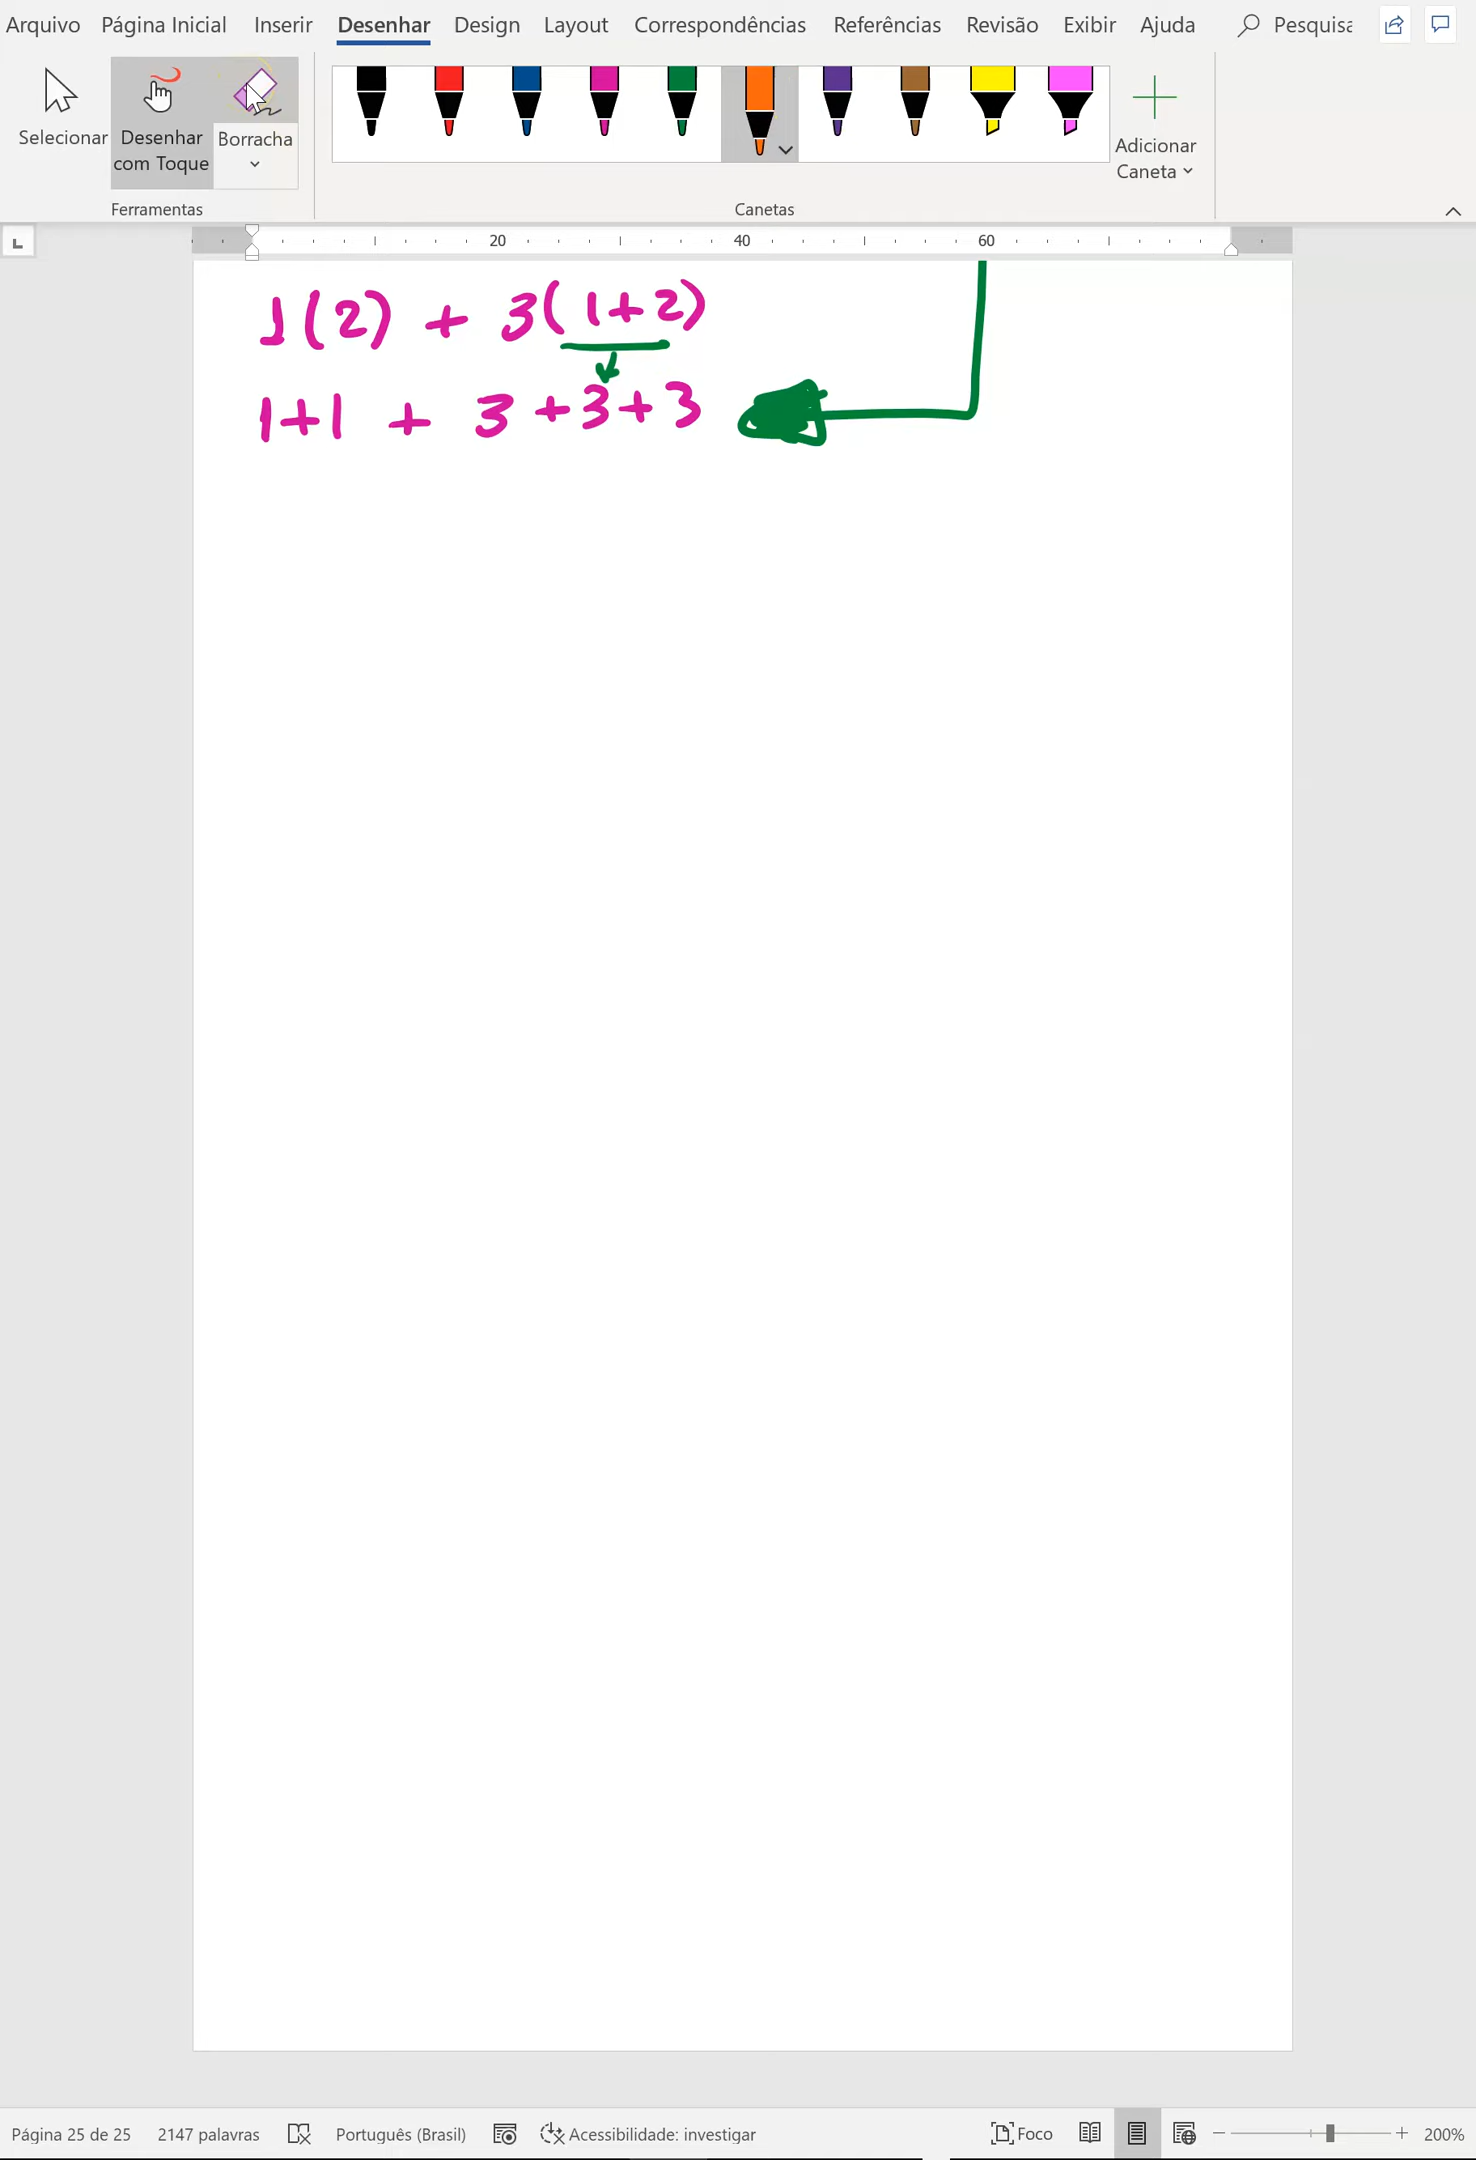 Arquivo Página Inicial Inserir Desenhar Design Layout Correspondências Referências Revisão Exibir Ajuda Pesquisa
Selecionar Desenhar com Toque Borracha
Adicionar Caneta
Ferramentas Canetas
20 40 60
1(2) + 3(1+2)
1+1 + 3+3+3
Página 25 de 25 2147 palavras Português (Brasil) Acessibilidade: investigar Foco 200%